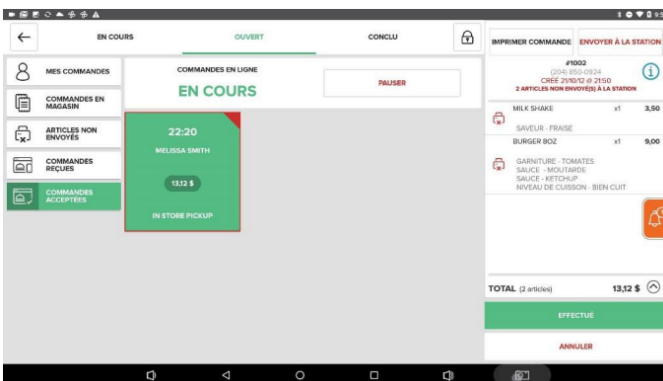 EN COURS
OUVERT
CONCLU
IMPRIMER COMMANDE
ENVOYER À LA STATION
MES COMMANDES
COMMANDES EN MAGASIN
ARTICLES NON ENVOYÉS
COMMANDES REÇUES
COMMANDES ACCEPTÉES
COMMANDES EN LIGNE
EN COURS
PAUSER
22:20
MELISSA SMITH
13,12 $
IN STORE PICKUP
#1002
(204) 850-0924
CRÉÉ 21/10/12 @ 21:50
2 ARTICLES NON ENVOYÉ(S) À LA STATION
MILK SHAKE x1 3,50
SAVEUR - FRAISE
BURGER 8OZ x1 9,00
GARNITURE - TOMATES
SAUCE - MOUTARDE
SAUCE - KETCHUP
NIVEAU DE CUISSON - BIEN CUIT
TOTAL (2 articles) 13,12 $
EFFECTUÉ
ANNULER